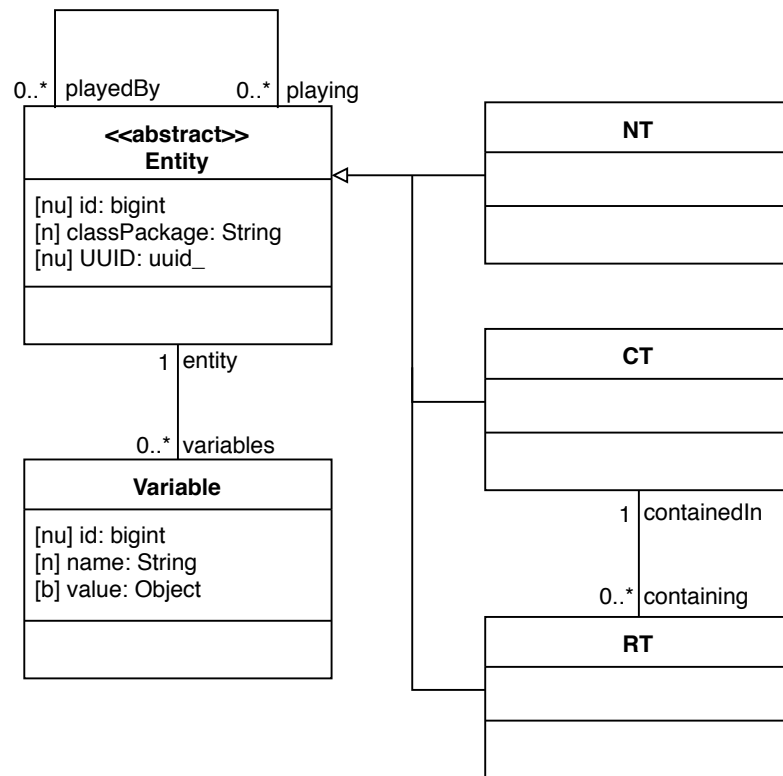 0..* playedBy
0..* playing
<<abstract>>
Entity
[nu] id: bigint
[n] classPackage: String
[nu] UUID: uuid_
1 entity
0..* variables
Variable
[nu] id: bigint
[n] name: String
[b] value: Object
NT
CT
1 containedIn
0..* containing
RT